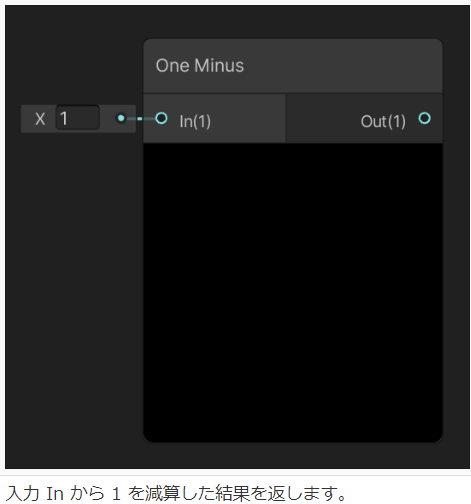 One Minus
X 1 In(1) Out(1)
入力 In から 1 を減算した結果を返します。